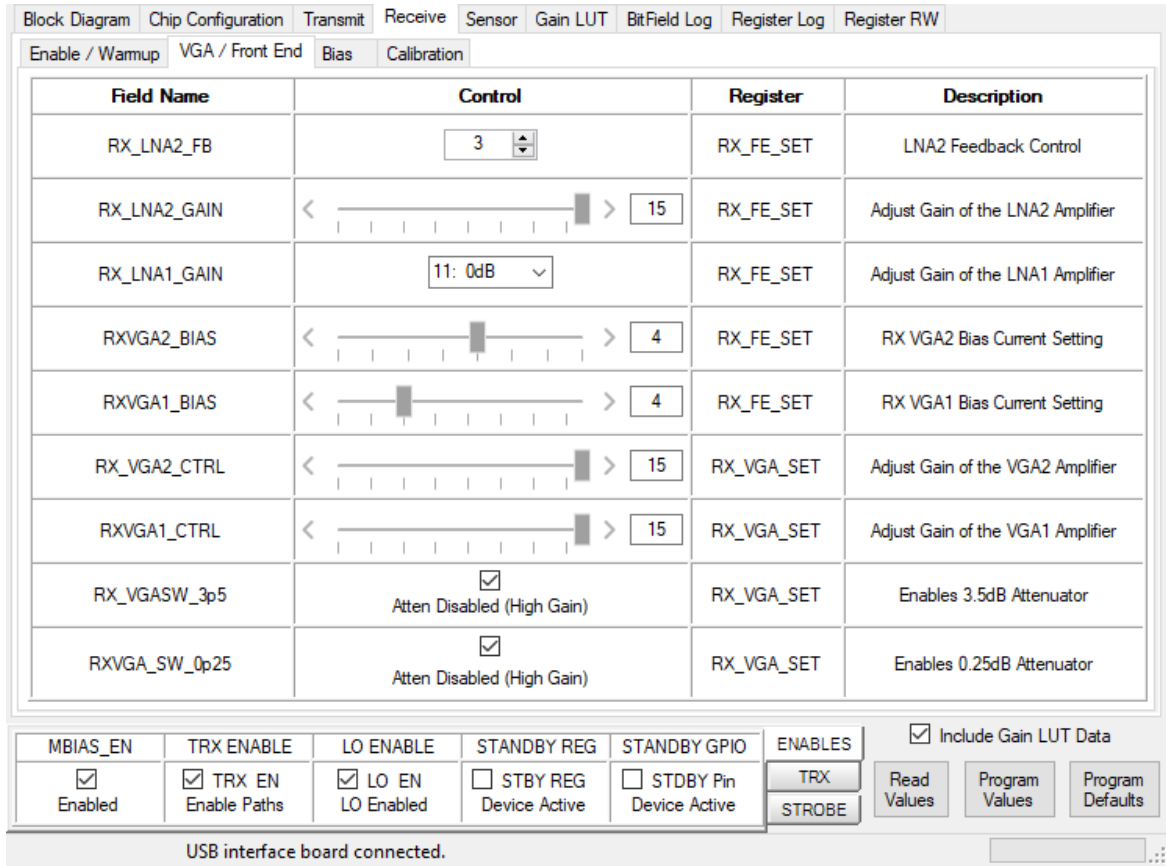 Block Diagram Chip Configuration Transmit Receive Sensor Gain LUT BitField Log Register Log Register RW
Enable / Warmup VGA / Front End Bias Calibration
Field Name Control Register Description
RX_LNA2_FB 3 RX_FE_SET LNA2 Feedback Control
RX_LNA2_GAIN 15 RX_FE_SET Adjust Gain of the LNA2 Amplifier
RX_LNA1_GAIN 11: 0dB RX_FE_SET Adjust Gain of the LNA1 Amplifier
RXVGA2_BIAS 4 RX_FE_SET RX VGA2 Bias Current Setting
RXVGA1_BIAS 4 RX_FE_SET RX VGA1 Bias Current Setting
RX_VGA2_CTRL 15 RX_VGA_SET Adjust Gain of the VGA2 Amplifier
RXVGA1_CTRL 15 RX_VGA_SET Adjust Gain of the VGA1 Amplifier
RX_VGASW_3p5 Atten Disabled (High Gain) RX_VGA_SET Enables 3.5dB Attenuator
RXVGA_SW_0p25 Atten Disabled (High Gain) RX_VGA_SET Enables 0.25dB Attenuator
MBIAS_EN TRX ENABLE LO ENABLE STANDBY REG STANDBY GPIO ENABLES Include Gain LUT Data
TRX EN LO EN STBY REG STDBY Pin TRX Read Program Program
Enabled Enable Paths LO Enabled Device Active Device Active STROBE Values Values Defaults
USB interface board connected.